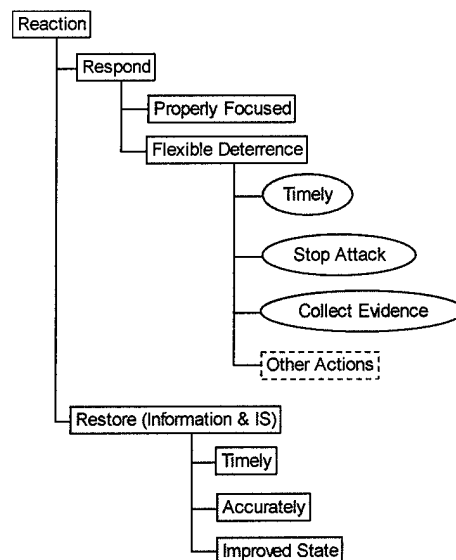 Reaction
Respond
Properly Focused
Flexible Deterrence
Timely
Stop Attack
Collect Evidence
Other Actions
Restore (Information & IS)
Timely
Accurately
Improved State